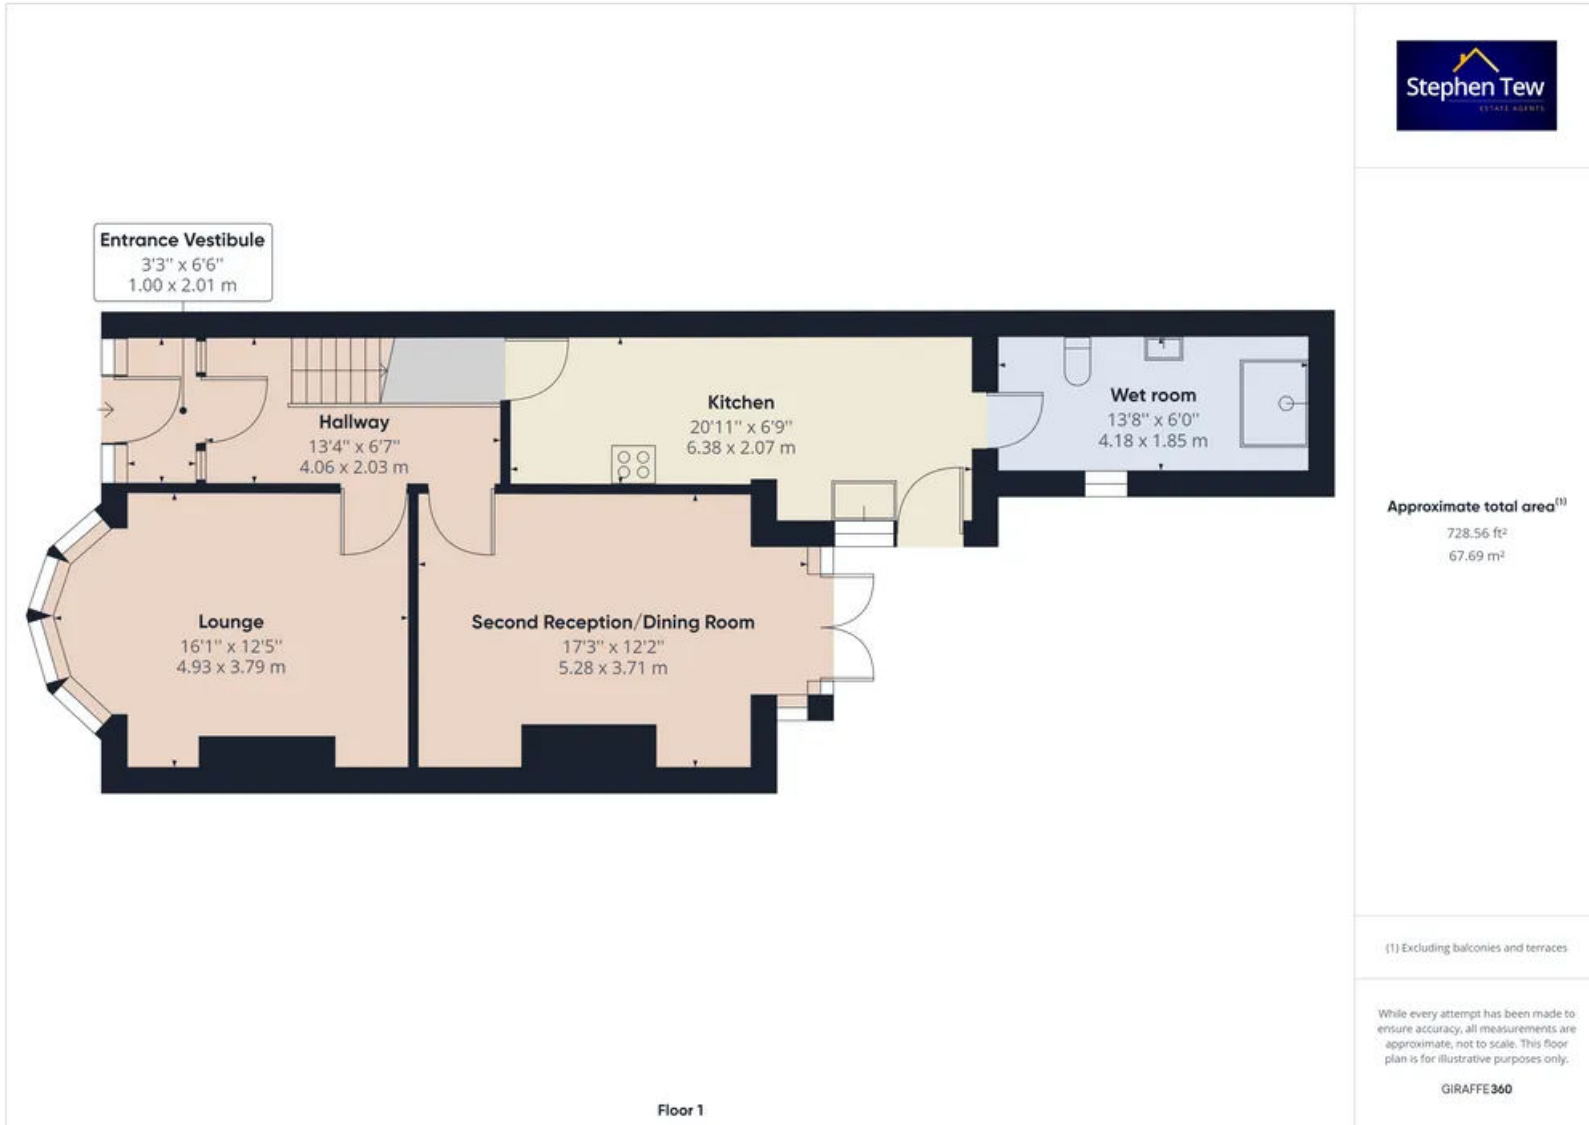 Stephen Tew
ESTATE AGENTS
Entrance Vestibule
3'3" x 6'6"
1.00 x 2.01 m
Hallway
13'4" x 6'7"
4.06 x 2.03 m
Kitchen
20'11" x 6'9"
6.38 x 2.07 m
Wet room
13'8" x 6'0"
4.18 x 1.85 m
Lounge
16'1" x 12'5"
4.93 x 3.79 m
Second Reception/Dining Room
17'3" x 12'2"
5.28 x 3.71 m
Approximate total area⁽¹⁾
728.56 ft²
67.69 m²
(1) Excluding balconies and terraces
While every attempt has been made to
ensure accuracy, all measurements are
approximate, not to scale. This floor
plan is for illustrative purposes only.
GIRAFFE360
Floor 1